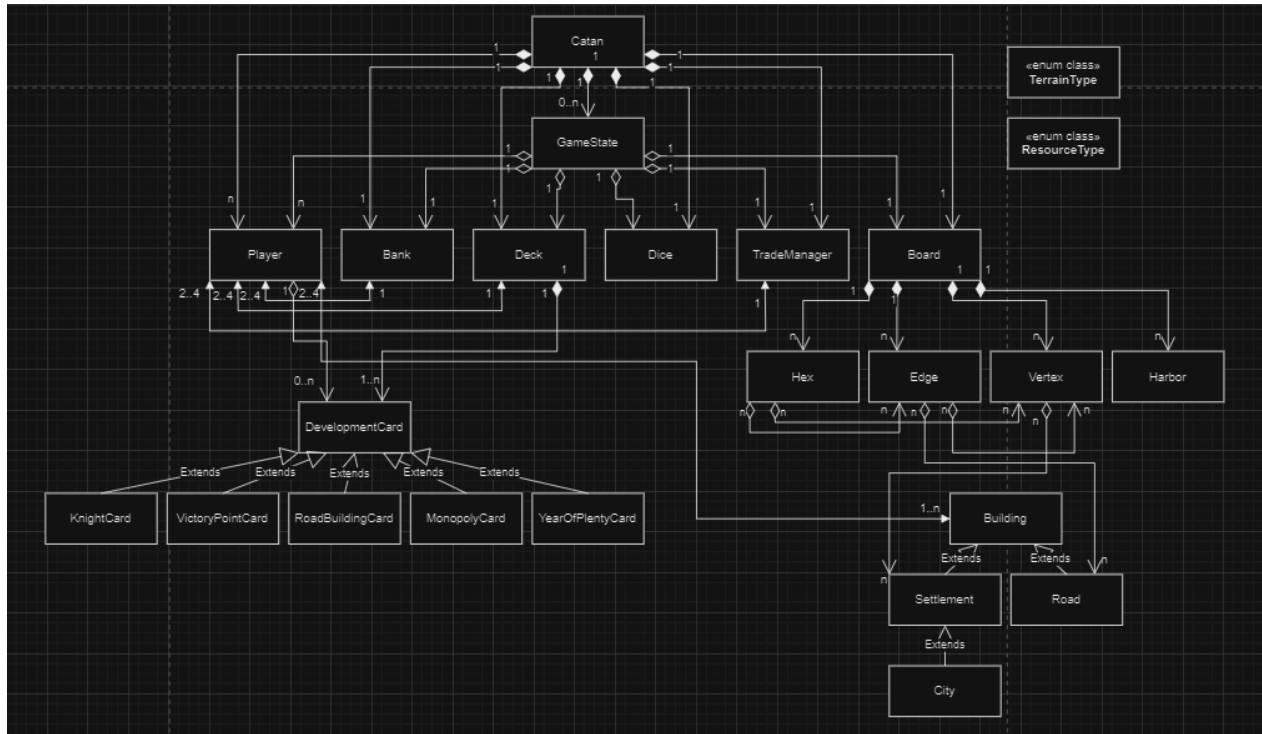 Catan
1
1
1
1
1
1
1
1
1
0..n
«enum class»
TerrainType
GameState
«enum class»
ResourceType
1
1
1
1
1
1
n
n
1
1
1
1
1
1
1
1
1
Player
Bank
Deck
Dice
TradeManager
Board
1
1
1
2..4
2..4
2..4
1
2..4
1
1
1
1
1
1
n
n
n
n
Hex
Edge
Vertex
Harbor
0..n
1..n
n
n
n
n
n
n
n
n
DevelopmentCard
Extends
Extends
Extends
Extends
Extends
KnightCard
VictoryPointCard
RoadBuildingCard
MonopolyCard
YearOfPlentyCard
1..n
Building
Extends
Extends
n
n
Settlement
Road
Extends
City